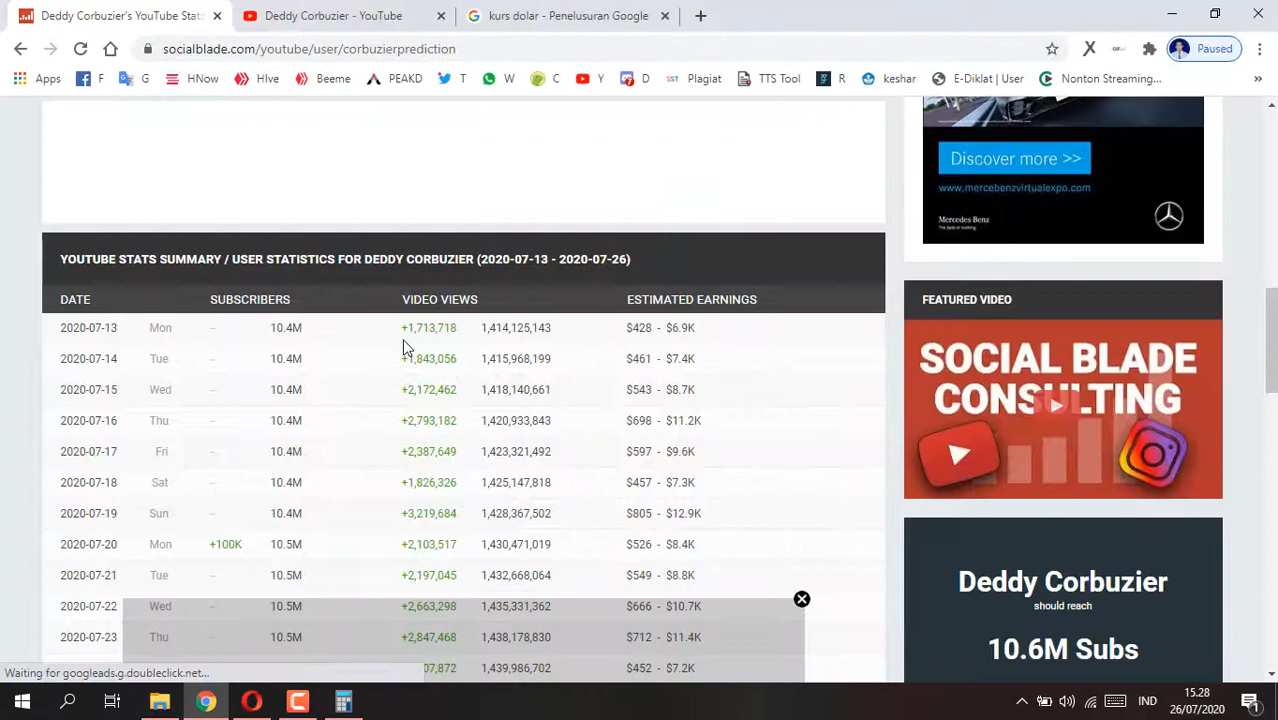 Deddy Corbuzier's YouTube Stats
Deddy Corbuzier - YouTube
kurs dolar - Penelusuran Google
socialblade.com/youtube/user/corbuzierprediction
Paused
Apps F G HNow HIve Beeme PEAKD T W C Y D Plagiat TTS Tool R keshar E-Diklat | User Nonton Streaming... »
Discover more >>
www.mercebenzvirtualexpo.com
Mercedes Benz
YOUTUBE STATS SUMMARY / USER STATISTICS FOR DEDDY CORBUZIER (2020-07-13 - 2020-07-26)
DATE SUBSCRIBERS VIDEO VIEWS ESTIMATED EARNINGS
2020-07-13 Mon -- 10.4M +1,713,718 1,414,125,143 $428 - $6.9K
2020-07-14 Tue -- 10.4M +1,843,056 1,415,968,199 $461 - $7.4K
2020-07-15 Wed -- 10.4M +2,172,462 1,418,140,661 $543 - $8.7K
2020-07-16 Thu -- 10.4M +2,793,182 1,420,933,843 $698 - $11.2K
2020-07-17 Fri -- 10.4M +2,387,649 1,423,321,492 $597 - $9.6K
2020-07-18 Sat -- 10.4M +1,826,326 1,425,147,818 $457 - $7.3K
2020-07-19 Sun -- 10.4M +3,219,684 1,428,367,502 $805 - $12.9K
2020-07-20 Mon +100K 10.5M +2,103,517 1,430,471,019 $526 - $8.4K
2020-07-21 Tue -- 10.5M +2,197,045 1,432,668,064 $549 - $8.8K
2020-07-22 Wed -- 10.5M +2,663,298 1,435,331,362 $666 - $10.7K
2020-07-23 Thu -- 10.5M +2,847,468 1,438,178,830 $712 - $11.4K
07,872 1,439,986,702 $452 - $7.2K
FEATURED VIDEO
SOCIAL BLADE
CONSULTING
Deddy Corbuzier
should reach
10.6M Subs
Waiting for googleads.g.doubleclick.net...
IND
15.28
26/07/2020
1